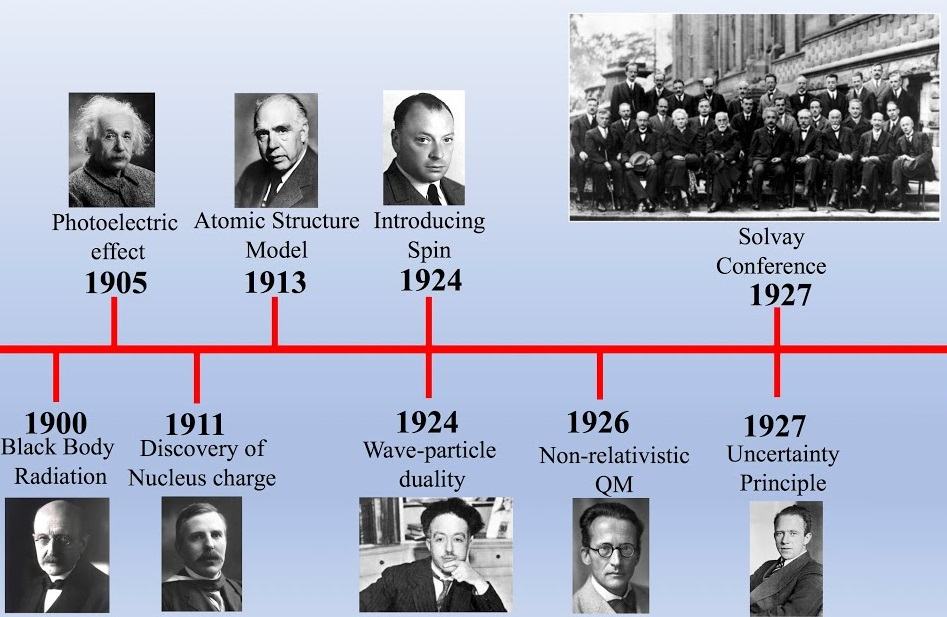 Photoelectric
effect
1905
Atomic Structure
Model
1913
Introducing
Spin
1924
Solvay
Conference
1927
1900
Black Body
Radiation
1911
Discovery of
Nucleus charge
1924
Wave-particle
duality
1926
Non-relativistic
QM
1927
Uncertainty
Principle